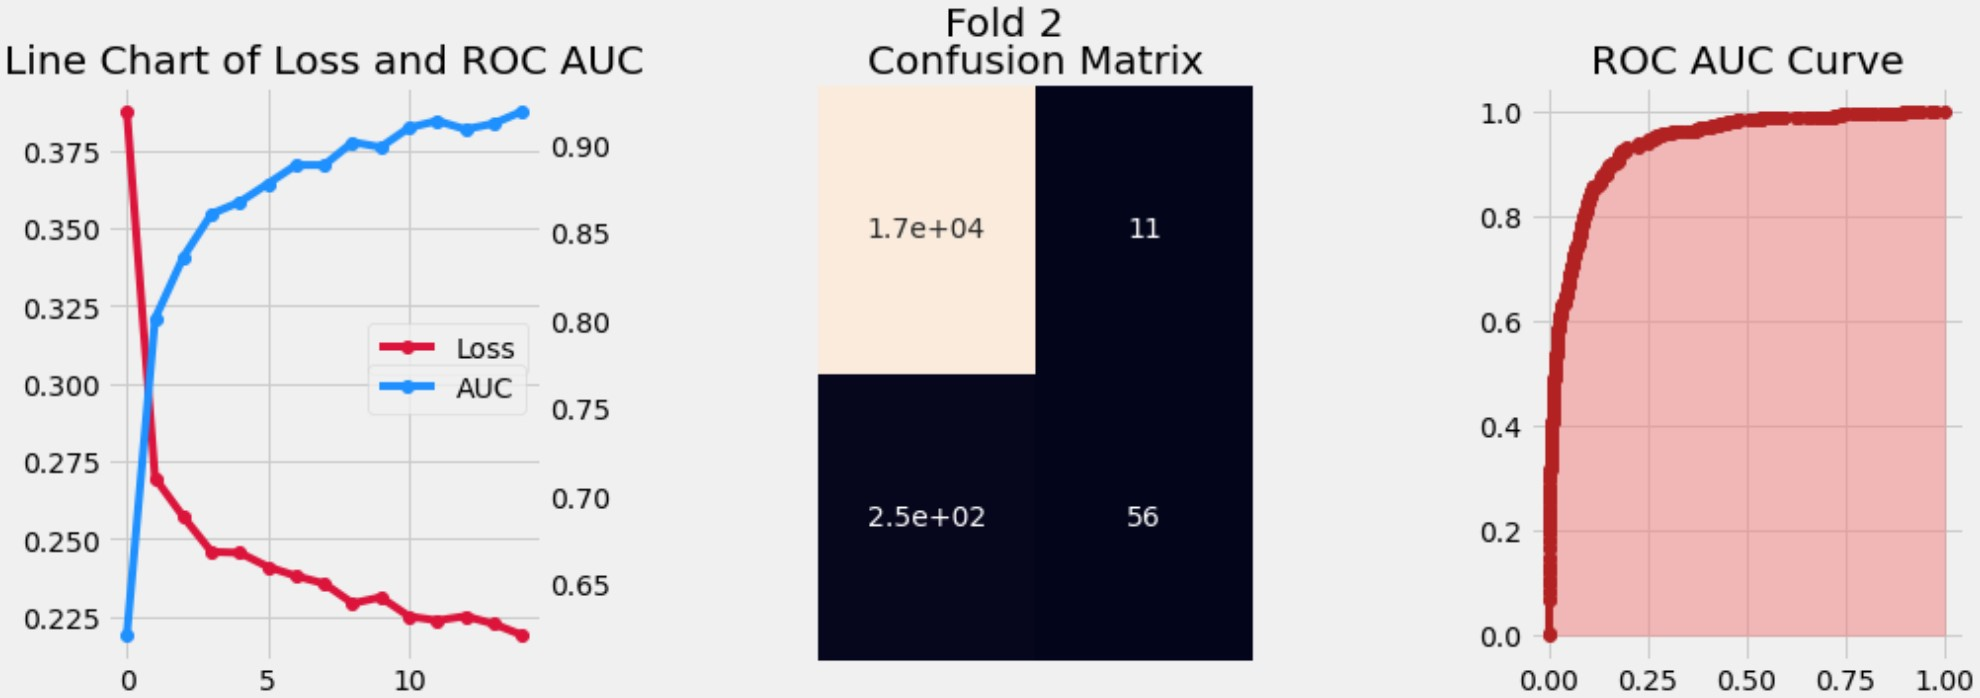 Fold 2
Line Chart of Loss and ROC AUC
0.375
0.350
0.325
0.300
0.275
0.250
0.225
0.90
0.85
0.80
0.75
0.70
0.65
Loss
AUC
0 5 10
Confusion Matrix
1.7e+04 11
2.5e+02 56
ROC AUC Curve
1.0
0.8
0.6
0.4
0.2
0.0
0.00 0.25 0.50 0.75 1.00